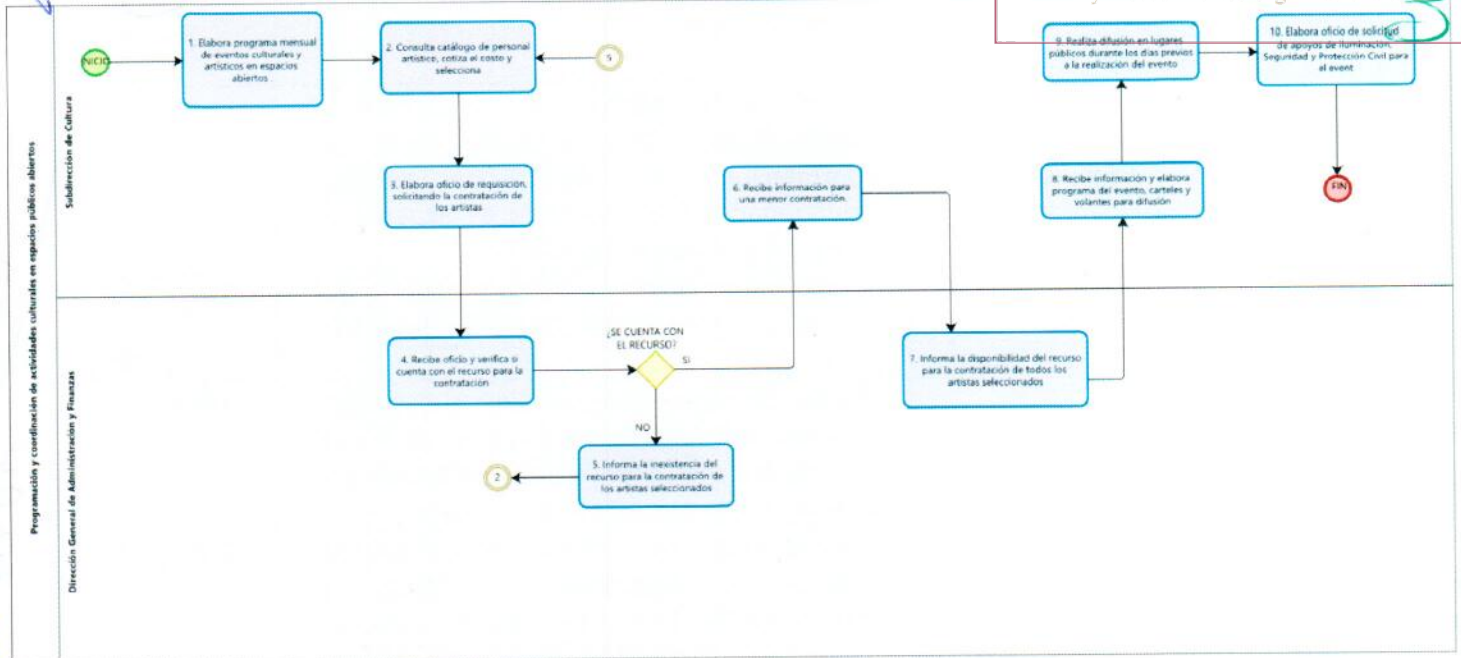 Programación y coordinación de actividades culturales en espacios públicos abiertos
Subdirección de Cultura
INICIO
1. Elabora programa mensual
de eventos culturales y
artísticos en espacios
abiertos
2. Consulta catálogo de personal
artístico, cotiza el costo y
selecciona
5
3. Elabora oficio de requisición,
solicitando la contratación de
los artistas
6. Recibe información para
una menor contratación.
8. Recibe información y elabora
programa del evento, carteles y
volantes para difusión
9. Realiza difusión en lugares
públicos durante los días previos
a la realización del evento
10. Elabora oficio de solicitud
de apoyos de iluminación,
Seguridad y Protección Civil para
el event
FIN
Dirección General de Administración y Finanzas
4. Recibe oficio y verifica si
cuenta con el recurso para la
contratación
¿SE CUENTA CON
EL RECURSO?
SI
NO
5. Informa la inexistencia del
recurso para la contratación de
los artistas seleccionados
2
7. Informa la disponibilidad del recurso
para la contratación de todos los
artistas seleccionados